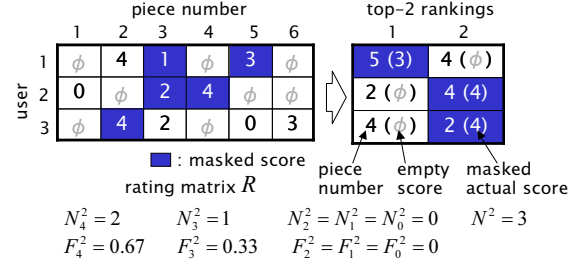 piece number top-2 rankings
1 2 3 4 5 6 1 2
1 ϕ 4 1 ϕ 3 ϕ 5 (3) 4 (ϕ)
user 2 0 ϕ 2 4 ϕ ϕ 2 (ϕ) 4 (4)
3 ϕ 4 2 ϕ 0 3 4 (ϕ) 2 (4)
: masked score piece number empty score masked actual score
rating matrix R
N_4^2 = 2 N_3^2 = 1 N_2^2 = N_1^2 = N_0^2 = 0 N^2 = 3
F_4^2 = 0.67 F_3^2 = 0.33 F_2^2 = F_1^2 = F_0^2 = 0